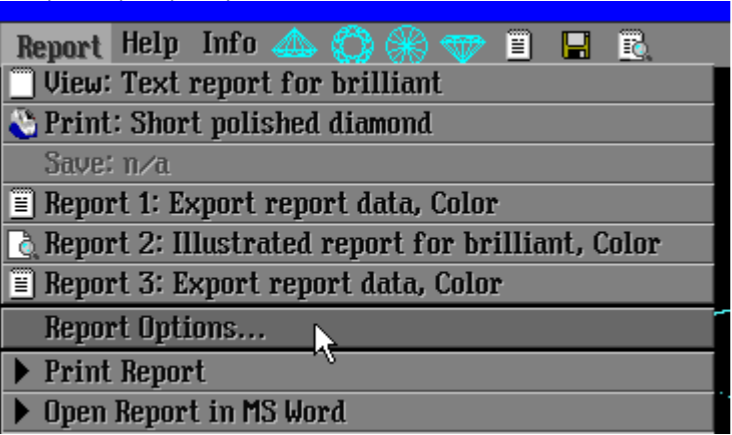 Report Help Info
View: Text report for brilliant
Print: Short polished diamond
Save: n/a
Report 1: Export report data, Color
Report 2: Illustrated report for brilliant, Color
Report 3: Export report data, Color
Report Options...
Print Report
Open Report in MS Word